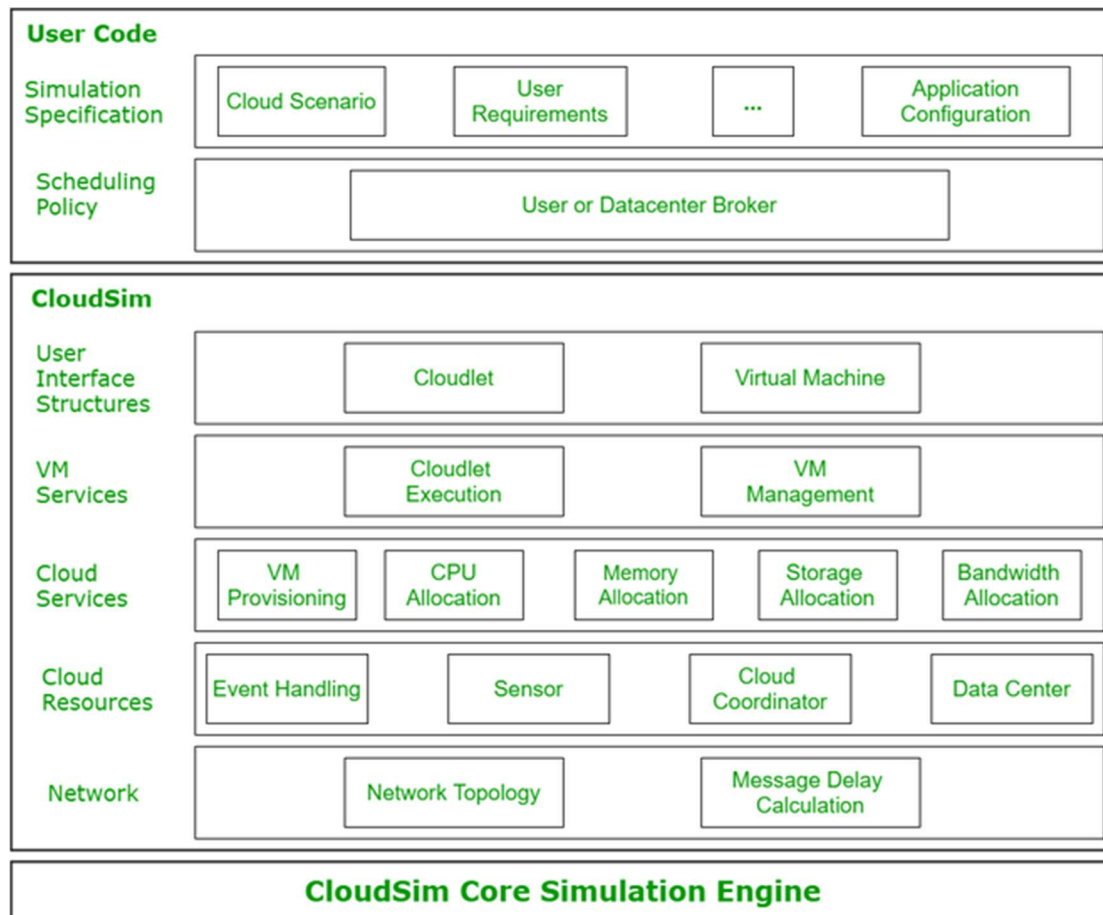 User Code
Simulation
Specification
Cloud Scenario
User
Requirements
...
Application
Configuration
Scheduling
Policy
User or Datacenter Broker
CloudSim
User
Interface
Structures
Cloudlet
Virtual Machine
VM
Services
Cloudlet
Execution
VM
Management
Cloud
Services
VM
Provisioning
CPU
Allocation
Memory
Allocation
Storage
Allocation
Bandwidth
Allocation
Cloud
Resources
Event Handling
Sensor
Cloud
Coordinator
Data Center
Network
Network Topology
Message Delay
Calculation
CloudSim Core Simulation Engine